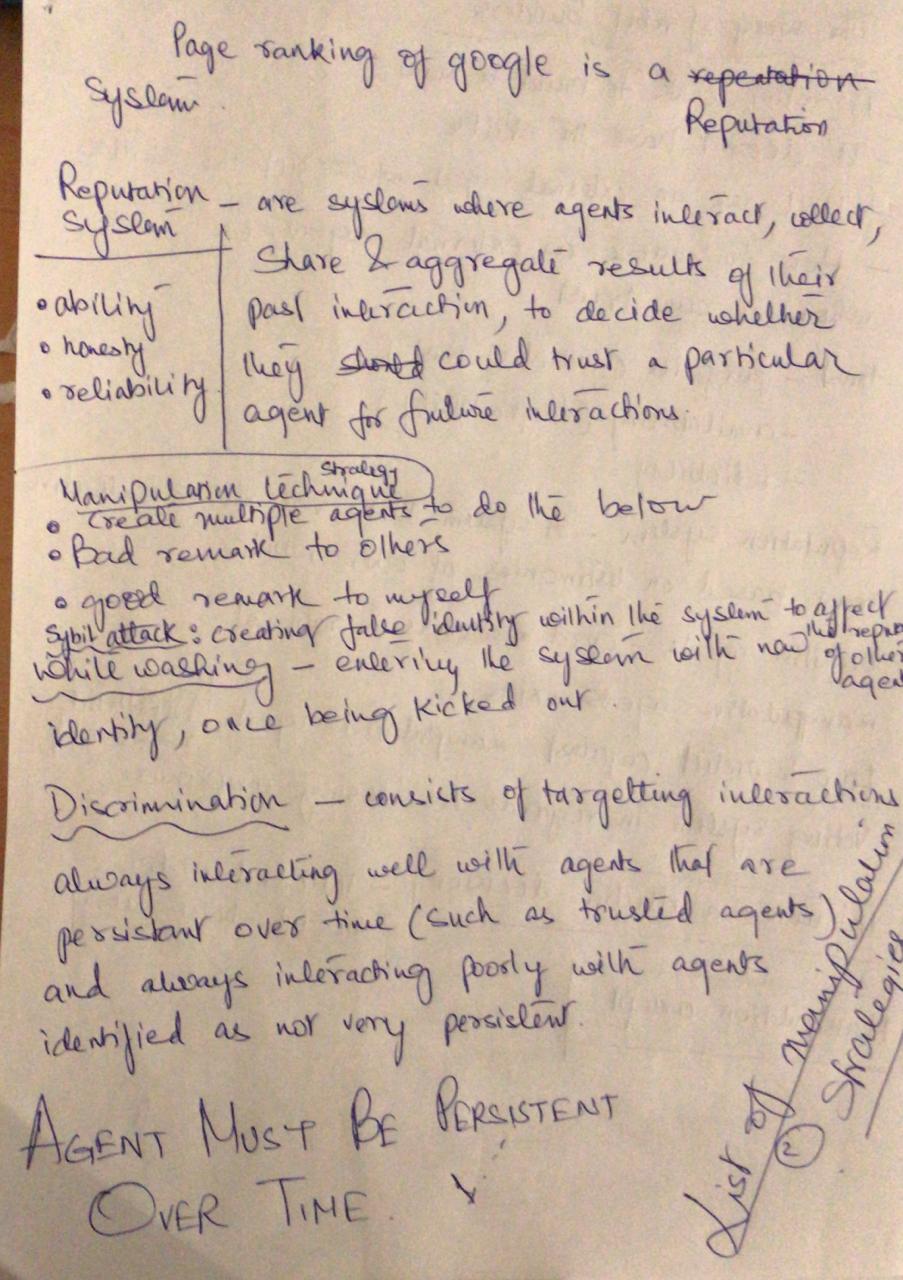 Page ranking of google is a repentation
System.
Reputation
Reputation
System
– are systems where agents interact, collect,
Share & aggregate results of their
past interaction, to decide whether
they should could trust a particular
agent for future interactions.
• ability
• honesty
• reliability
Strategy
Manipulation technique
• Create multiple agents to do the below
• Bad remark to others
• good remark to myself
Sybil attack: creating false identity within the system to affect
the repu
of other
agen
White washing – entering the system with new
identity, once being kicked out.
Discrimination – consists of targetting interactions
always interacting well with agents that are
persistant over time (such as trusted agents)
and always interacting poorly with agents
identified as not very persistent.
AGENT MUST BE PERSISTENT
OVER TIME.
List of manipulation
2 Strategies